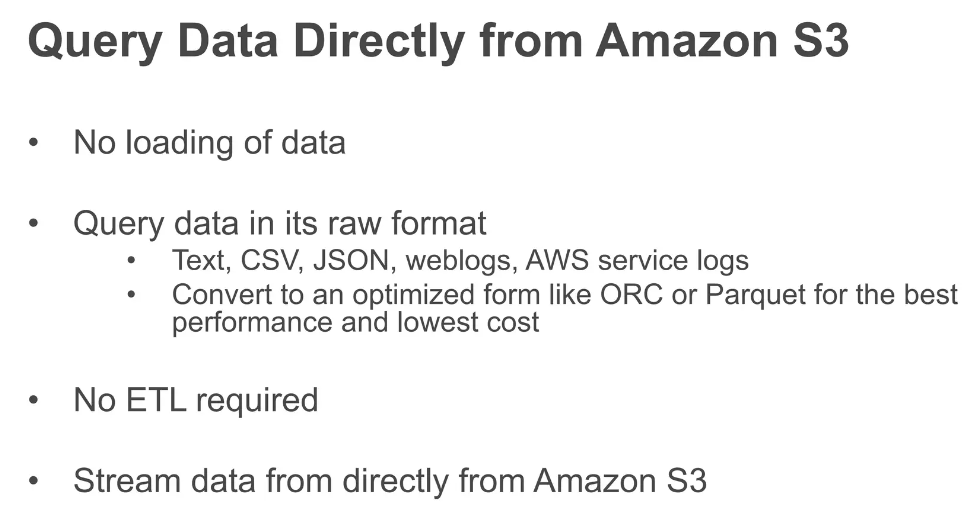 Query Data Directly from Amazon S3
• No loading of data
• Query data in its raw format
• Text, CSV, JSON, weblogs, AWS service logs
• Convert to an optimized form like ORC or Parquet for the best
performance and lowest cost
• No ETL required
• Stream data from directly from Amazon S3